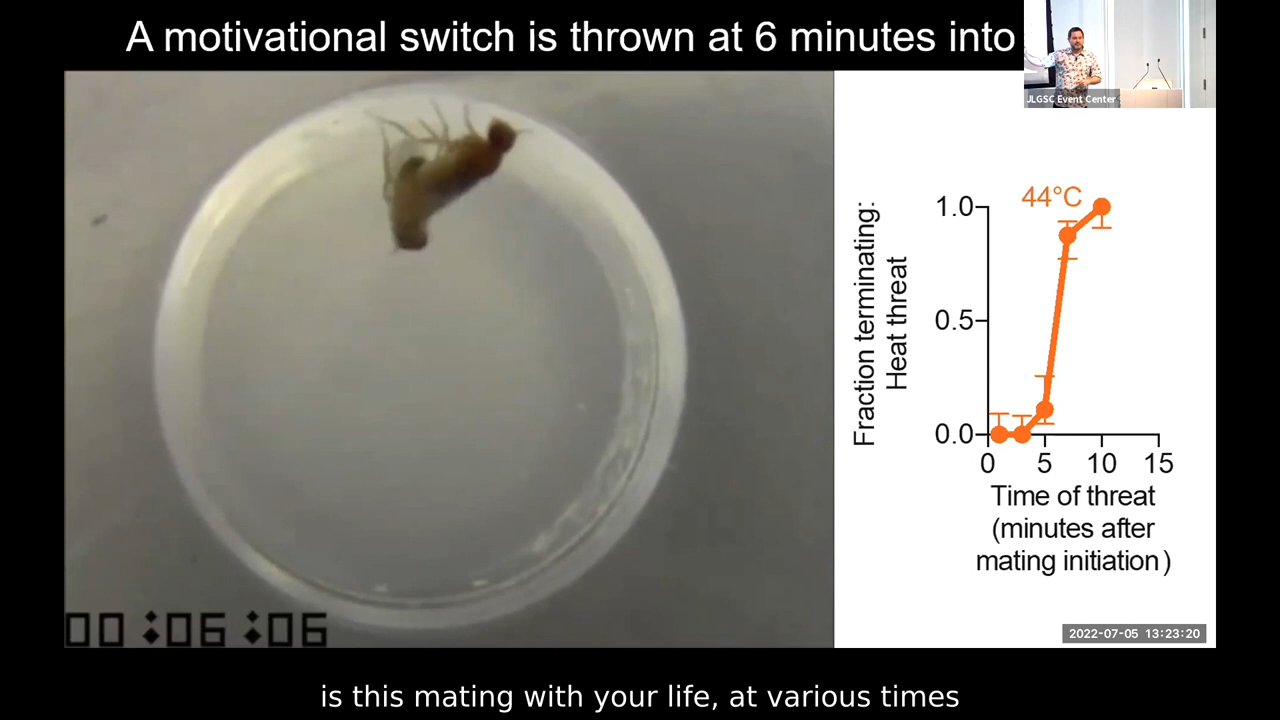 A motivational switch is thrown at 6 minutes into
JLGSC Event Center
44°C
Fraction terminating:
Heat threat
1.0
0.5
0.0
0 5 10 15
Time of threat
(minutes after
mating initiation)
00:06:06
2022-07-05 13:23:20
is this mating with your life, at various times